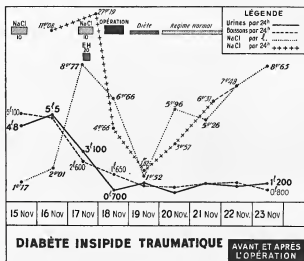 NaCl
10
11gr08
NaCl
10
27gr19
EH
20
OPÉRATION
Diète
Regime normal
LÉGENDE
Urines par 24h
Boissons par 24h
NaCl par l.
NaCl par 24h
8gr77
6gr66
4gr66
5l100
5l5
4l8
3l100
2l600
1l650
2gr01
1gr17
0l700
1gr52
3gr57
5gr96
5gr26
6gr31
7gr48
8gr63
1l200
0l800
15 Nov
16 Nov
17 Nov
18 Nov
19 Nov
20 Nov.
21 Nov
22 Nov
23 Nov
DIABÈTE INSIPIDE TRAUMATIQUE
AVANT ET APRÈS
L'OPÉRATION